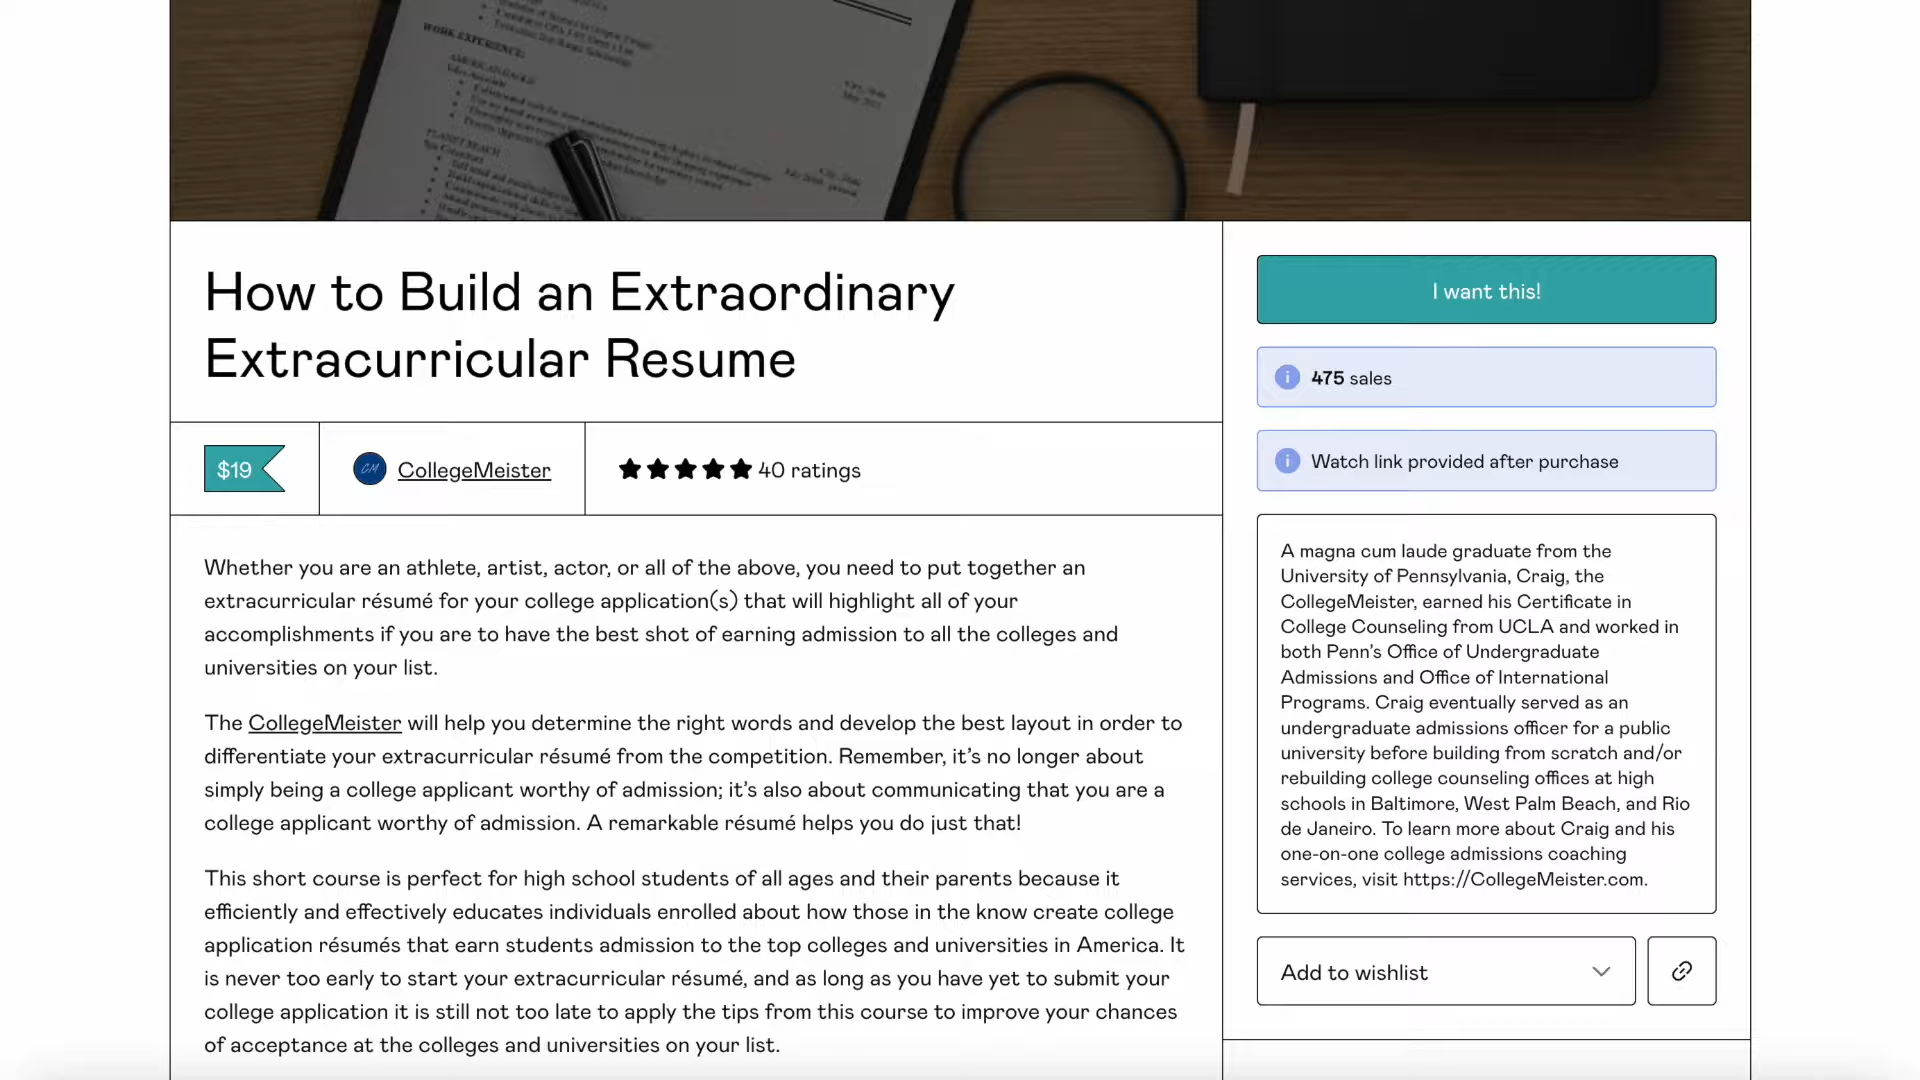 WORK EXPERIENCE:
AMERICAN EAGLE
Sales Associate
PLANET BEACH
Spa Consultant
How to Build an Extraordinary
Extracurricular Resume
$19
CM
CollegeMeister
40 ratings
Whether you are an athlete, artist, actor, or all of the above, you need to put together an
extracurricular résumé for your college application(s) that will highlight all of your
accomplishments if you are to have the best shot of earning admission to all the colleges and
universities on your list.
The CollegeMeister will help you determine the right words and develop the best layout in order to
differentiate your extracurricular résumé from the competition. Remember, it’s no longer about
simply being a college applicant worthy of admission; it’s also about communicating that you are a
college applicant worthy of admission. A remarkable résumé helps you do just that!
This short course is perfect for high school students of all ages and their parents because it
efficiently and effectively educates individuals enrolled about how those in the know create college
application résumés that earn students admission to the top colleges and universities in America. It
is never too early to start your extracurricular résumé, and as long as you have yet to submit your
college application it is still not too late to apply the tips from this course to improve your chances
of acceptance at the colleges and universities on your list.
I want this!
475 sales
Watch link provided after purchase
A magna cum laude graduate from the
University of Pennsylvania, Craig, the
CollegeMeister, earned his Certificate in
College Counseling from UCLA and worked in
both Penn’s Office of Undergraduate
Admissions and Office of International
Programs. Craig eventually served as an
undergraduate admissions officer for a public
university before building from scratch and/or
rebuilding college counseling offices at high
schools in Baltimore, West Palm Beach, and Rio
de Janeiro. To learn more about Craig and his
one-on-one college admissions coaching
services, visit https://CollegeMeister.com.
Add to wishlist